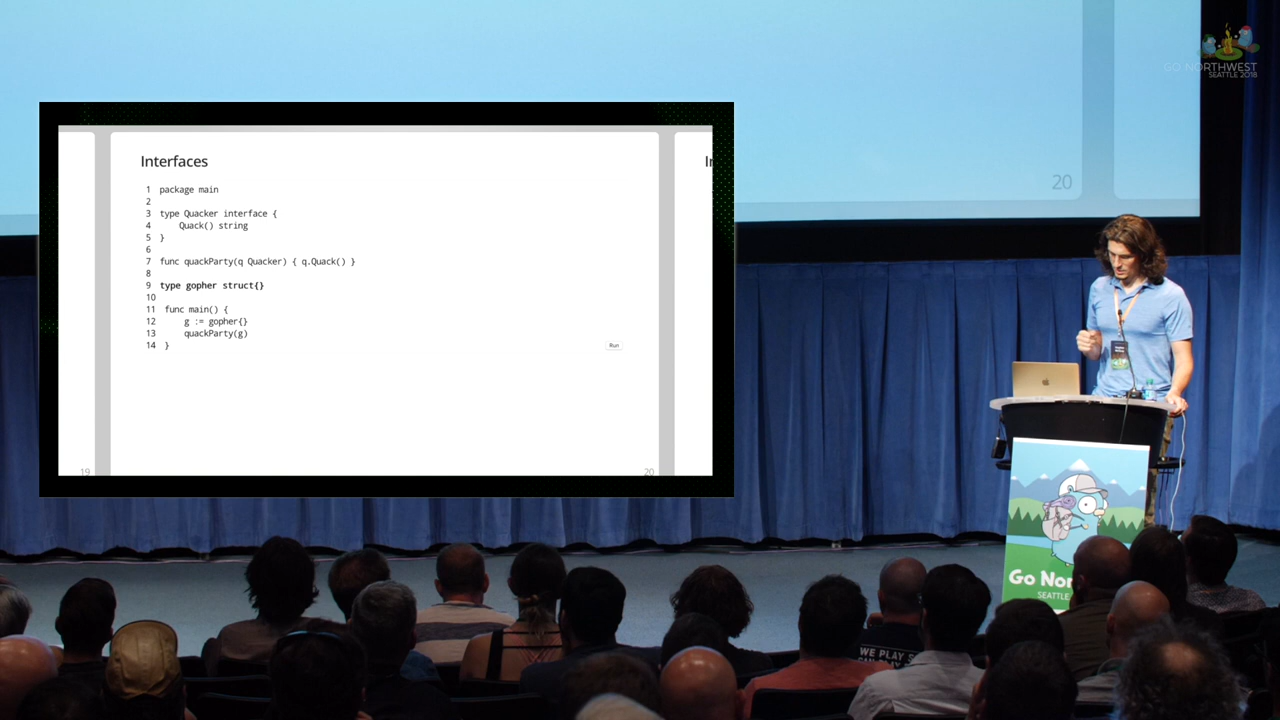 GO NORTHWEST
SEATTLE 2018
20
Interfaces
1 package main
2
3 type Quacker interface {
4     Quack() string
5 }
6
7 func quackParty(q Quacker) { q.Quack() }
8
9 type gopher struct{}
10
11 func main() {
12     g := gopher{}
13     quackParty(g)
14 }
Run
19
20
Go Nor
SEATTLE
WE PLAY